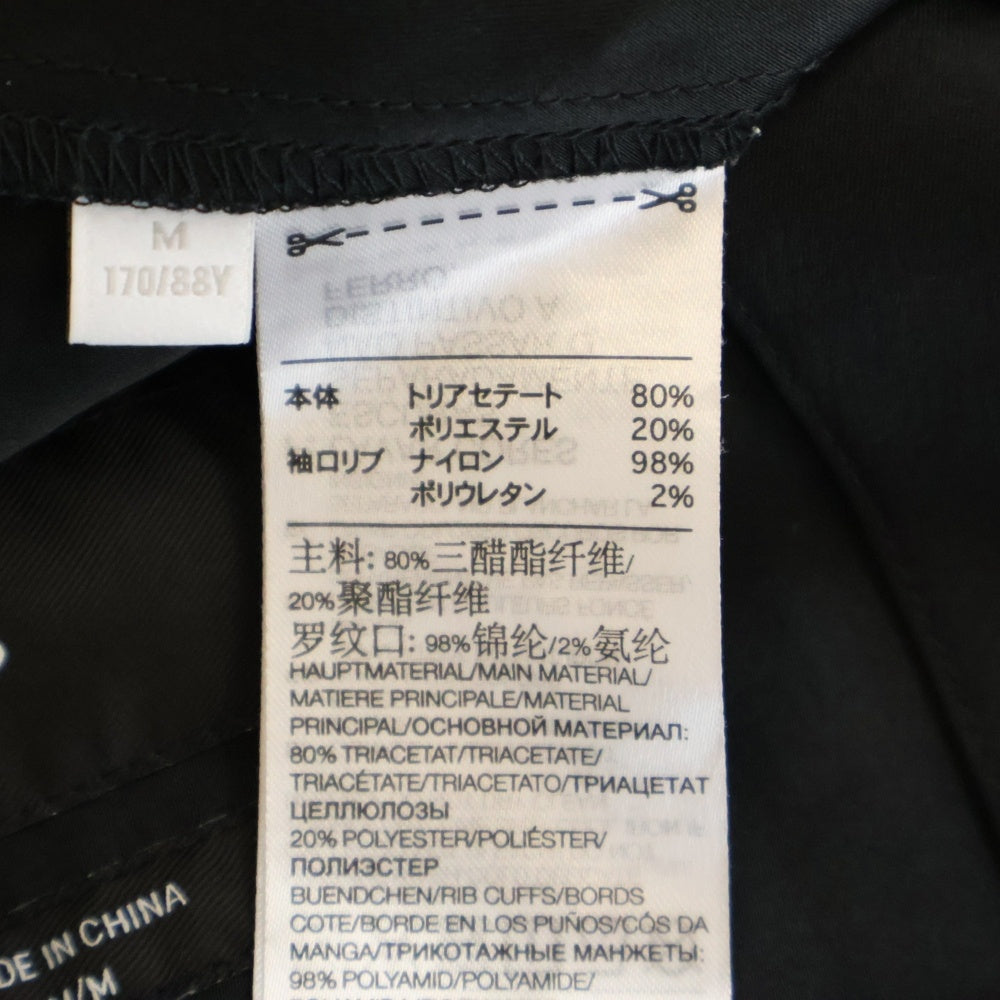 M
170/88Y
本体 トリアセテート 80%
ポリエステル 20%
袖口リブ ナイロン 98%
ポリウレタン 2%
主料: 80%三醋酯纤维/
20%聚酯纤维
罗纹口: 98%锦纶/2%氨纶
HAUPTMATERIAL/MAIN MATERIAL/
MATIERE PRINCIPALE/MATERIAL
PRINCIPAL/ОСНОВНОЙ МАТЕРИАЛ:
80% TRIACETAT/TRIACETATE/
TRIACÉTATE/TRIACETATO/ТРИАЦЕТАТ
ЦЕЛЛЮЛОЗЫ
20% POLYESTER/POLIÉSTER/
ПОЛИЭСТЕР
BUENDCHEN/RIB CUFFS/BORDS
COTE/BORDE EN LOS PUÑOS/CÓS DA
MANGA/ТРИКОТАЖНЫЕ МАНЖЕТЫ:
98% POLYAMID/POLYAMIDE/
DE IN CHINA
/M